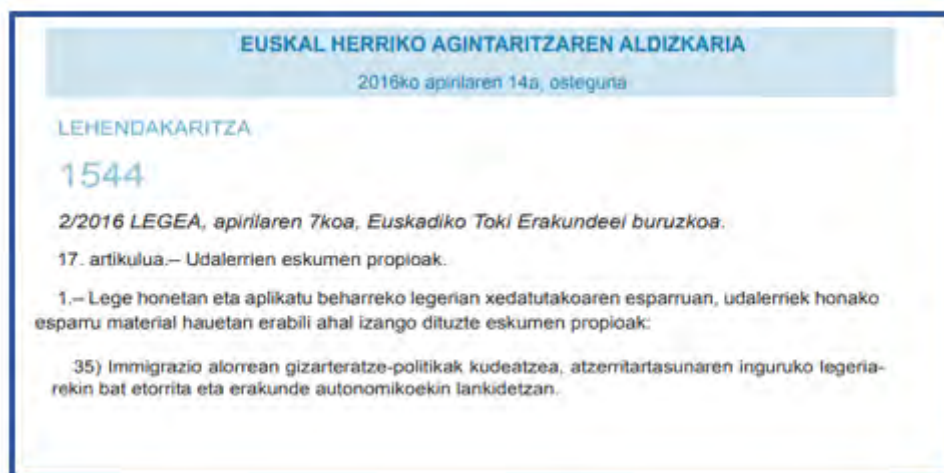 EUSKAL HERRIKO AGINTARITZAREN ALDIZKARIA
2016ko apirilaren 14a, osteguna
LEHENDAKARITZA
1544
2/2016 LEGEA, apirilaren 7koa, Euskadiko Toki Erakundeei buruzkoa.
17. artikulua.– Udalerrien eskumen propioak.
1.– Lege honetan eta aplikatu beharreko legerian xedatutakoaren esparruan, udalerriek honako
esparru material hauetan erabili ahal izango dituzte eskumen propioak:
35) Immigrazio alorrean gizarteratze-politikak kudeatzea, atzerritartasunaren inguruko legeria-
rekin bat etorrita eta erakunde autonomikoekin lankidetzan.